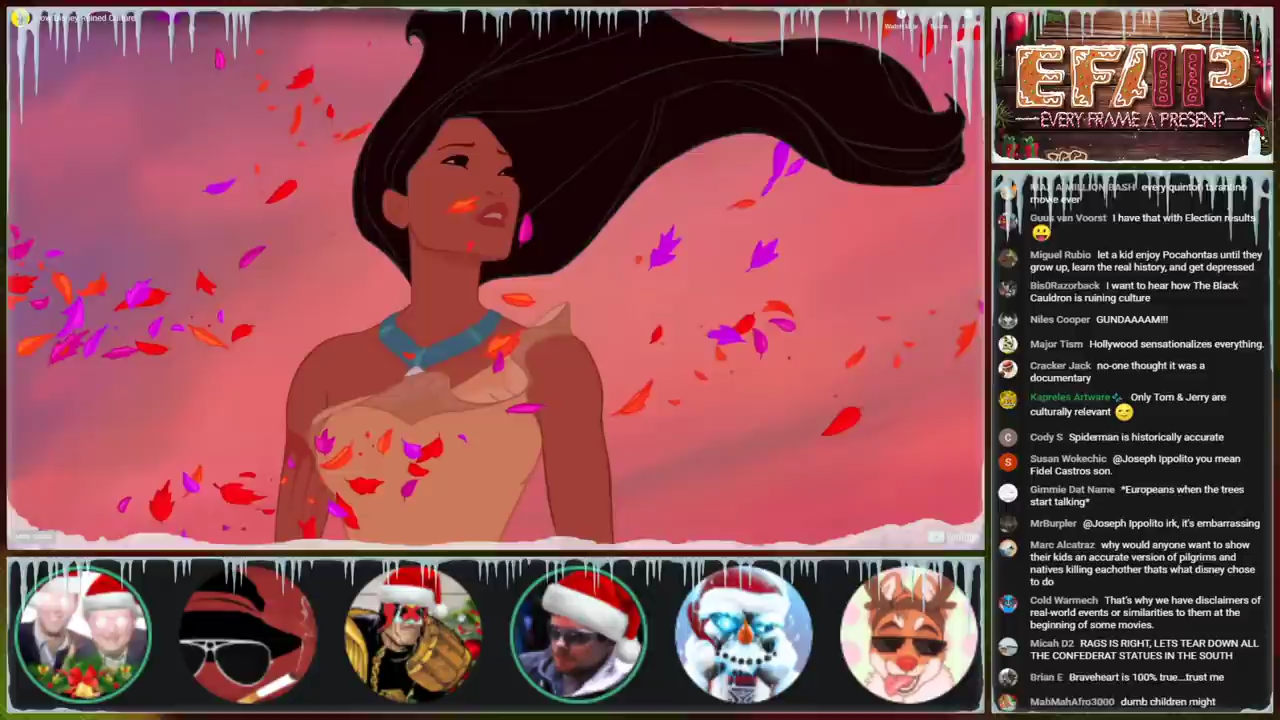 ow Disney Ruined Culture
EFAP
EVERY FRAME A PRESENT
MAZ A MILLION BASH every quinton tarantino
movie ever
Guus van Voorst I have that with Election results
Miguel Rubio let a kid enjoy Pocahontas until they
grow up, learn the real history, and get depressed
Bis0Razorback I want to hear how The Black
Cauldron is ruining culture
Niles Cooper GUNDAAAAM!!!
Major Tism Hollywood sensationalizes everything.
Cracker Jack no-one thought it was a
documentary
Kapreles Artware Only Tom & Jerry are
culturally relevant
C Cody S Spiderman is historically accurate
S Susan Wokechic @Joseph Ippolito you mean
Fidel Castros son.
Gimmie Dat Name *Europeans when the trees
start talking*
MrBurpler @Joseph Ippolito irk, it's embarrassing
Marc Alcatraz why would anyone want to show
their kids an accurate version of pilgrims and
natives killing eachother thats what disney chose
to do
Cold Warmech That's why we have disclaimers of
real-world events or similarities to them at the
beginning of some movies.
Micah D2 RAGS IS RIGHT, LETS TEAR DOWN ALL
THE CONFEDERAT STATUES IN THE SOUTH
Brian E Braveheart is 100% true...trust me
MahMahAfro3000 dumb children might